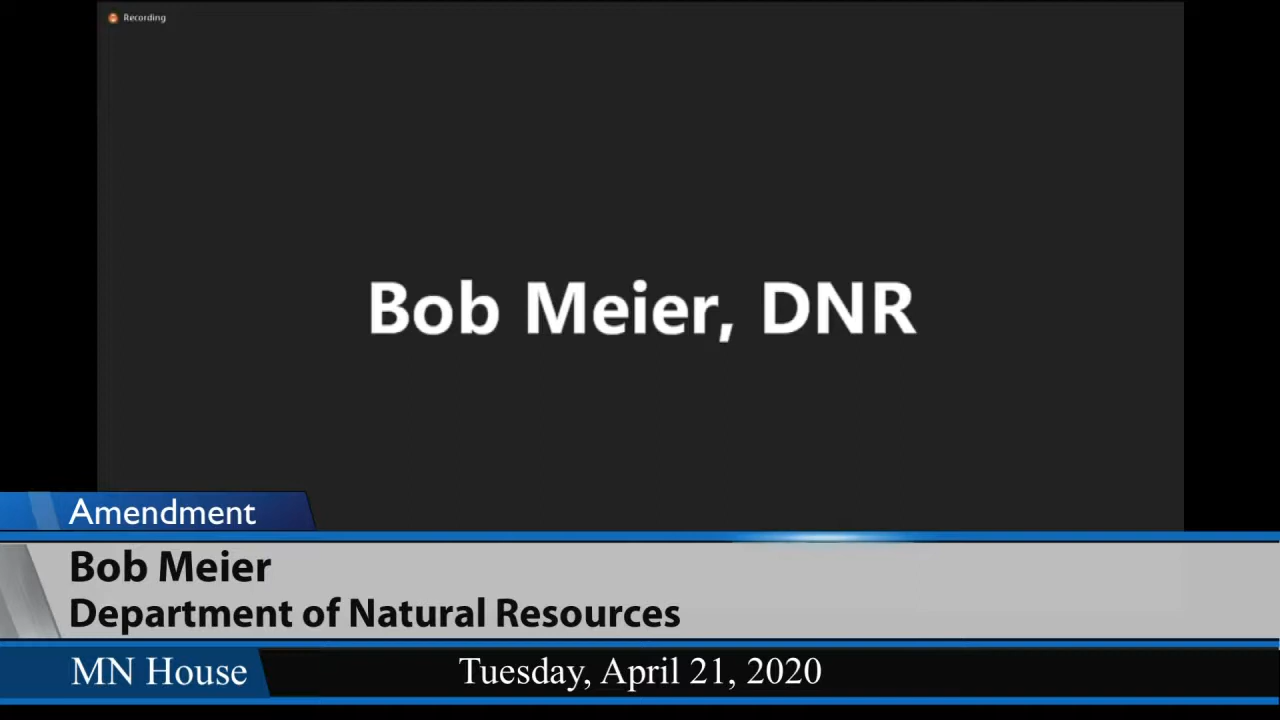 Recording
Bob Meier, DNR
Amendment
Bob Meier
Department of Natural Resources
MN House
Tuesday, April 21, 2020